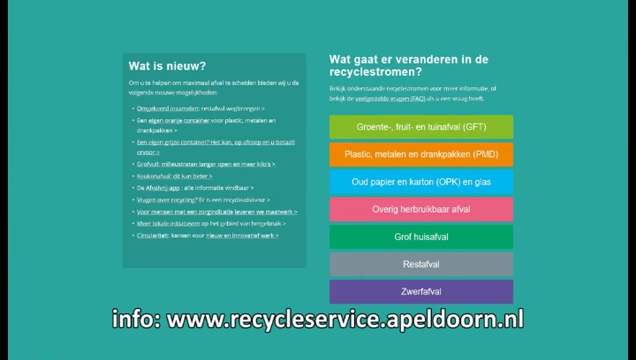 Wat is nieuw?
Om u te helpen om maximaal afval te scheiden bieden wij u de
volgende nieuwe mogelijkheden:
• Omgekeerd inzamelen: restafval wegbrengen >
• Een eigen oranje container voor plastic, metalen en
drankpakken >
• Een eigen grijze container? Het kan, op afroep en u betaalt
ervoor >
• Grofvuil: milieustraten langer open en meer kilo's >
• Keukenafval: dit kan beter >
• De Afvalvrij-app : alle informatie vindbaar >
• Vragen over recycling? Er is een recycleadviseur >
• Voor mensen met een zorgindicatie leveren we maatwerk >
• Meer lokale initiatieven op het gebied van hergebruik >
• Circulariteit: kansen voor nieuw en innovatief werk >
Wat gaat er veranderen in de
recyclestromen?
Bekijk onderstaande recyclestromen voor meer informatie, of
bekijk de veelgestelde vragen (FAQ) als u een vraag heeft.
Groente-, fruit- en tuinafval (GFT)
Plastic, metalen en drankpakken (PMD)
Oud papier en karton (OPK) en glas
Overig herbruikbaar afval
Grof huisafval
Restafval
Zwerfafval
info: www.recycleservice.apeldoorn.nl